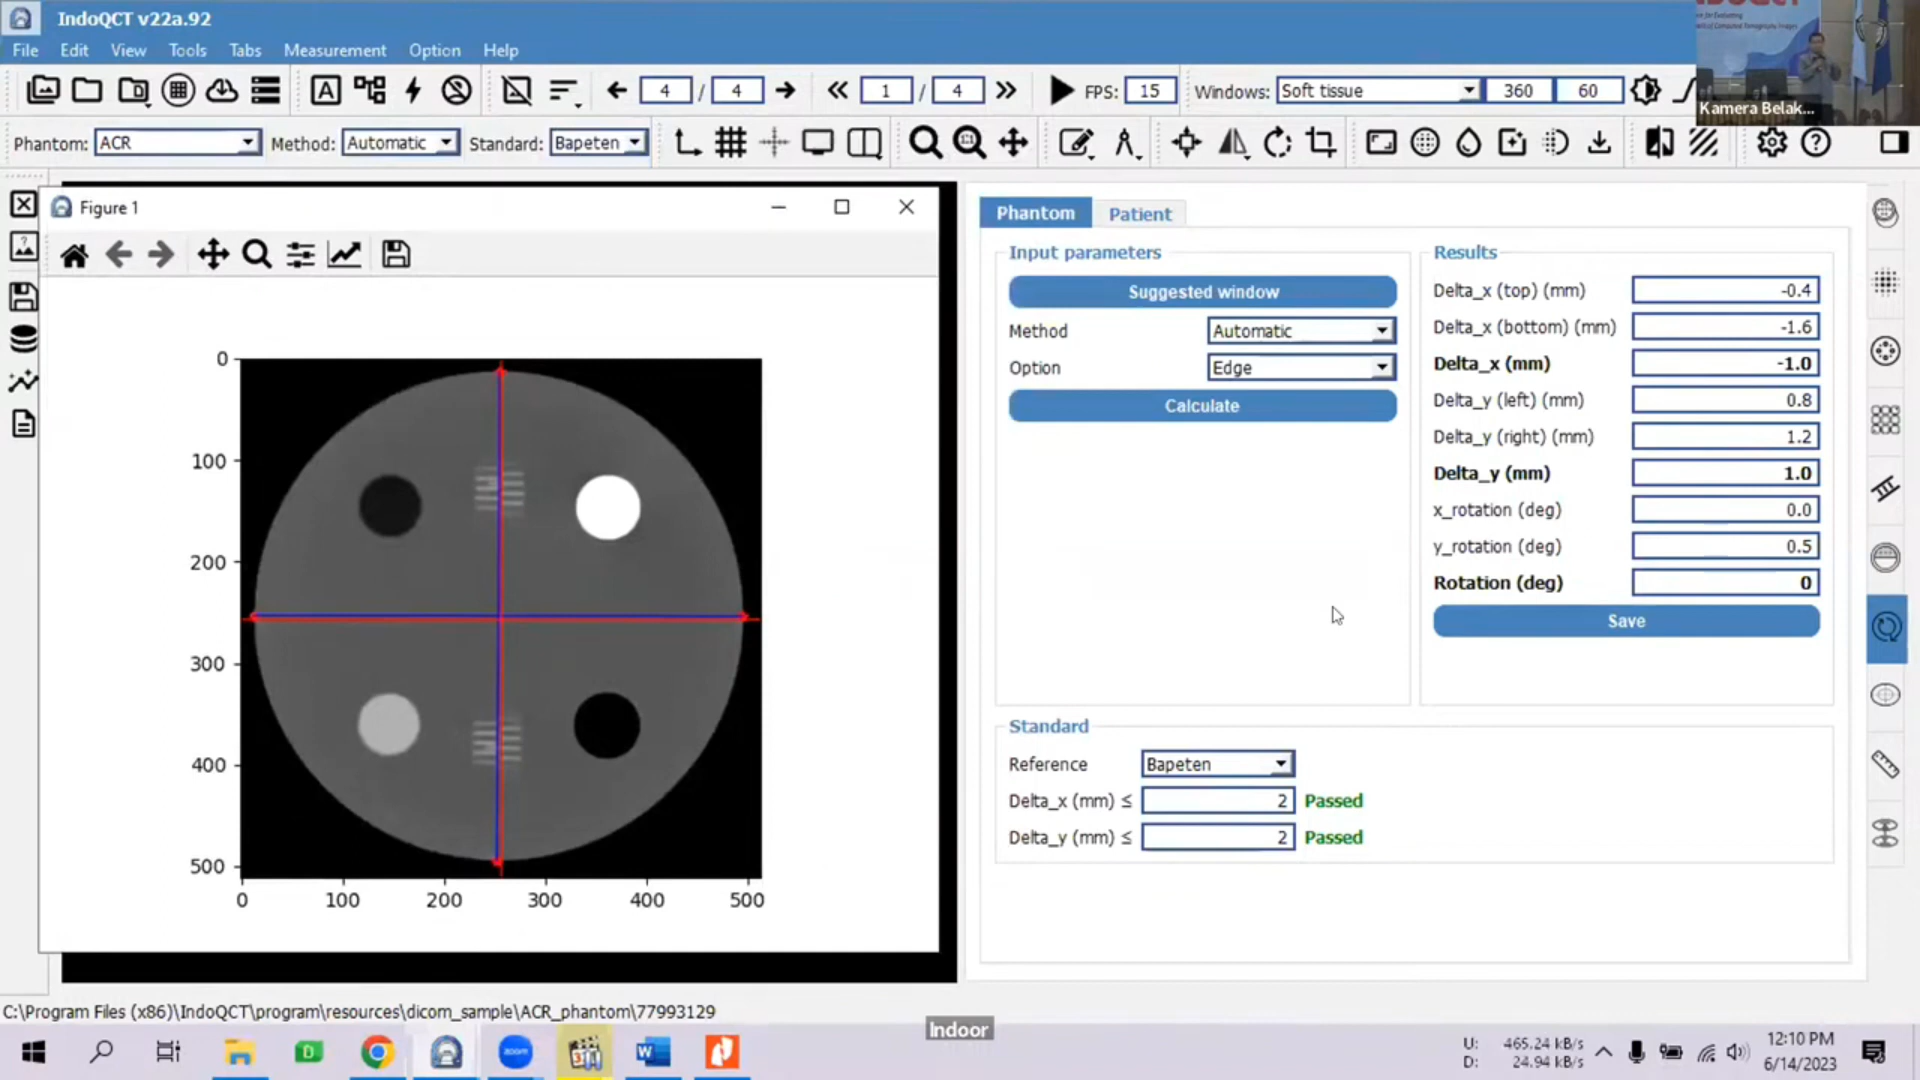 IndoQCT v22a.92
File Edit View Tools Tabs Measurement Option Help
4 / 4 1 / 4 FPS: 15 Windows: Soft tissue 360 60
Kamera Belak...
Phantom: ACR Method: Automatic Standard: Bapeten
Figure 1
0
100
200
300
400
500
0 100 200 300 400 500
Phantom Patient
Input parameters
Suggested window
Method Automatic
Option Edge
Calculate
Results
Delta_x (top) (mm) -0.4
Delta_x (bottom) (mm) -1.6
Delta_x (mm) -1.0
Delta_y (left) (mm) 0.8
Delta_y (right) (mm) 1.2
Delta_y (mm) 1.0
x_rotation (deg) 0.0
y_rotation (deg) 0.5
Rotation (deg) 0
Save
Standard
Reference Bapeten
Delta_x (mm) ≤ 2 Passed
Delta_y (mm) ≤ 2 Passed
C:\Program Files (x86)\IndoQCT\program\resources\dicom_sample\ACR_phantom\77993129
Indoor
U: 465.24 kB/s
D: 24.94 kB/s
12:10 PM
6/14/2023